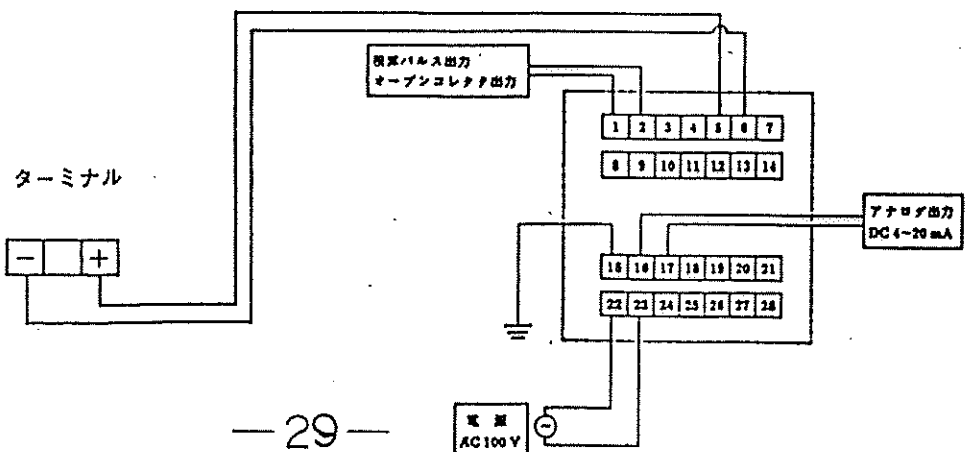 積算パルス出力
オープンコレクタ出力
1 2 3 4 5 6 7
8 9 10 11 12 13 14
ターミナル
アナログ出力
DC 4~20 mA
− +
15 16 17 18 19 20 21
22 23 24 25 26 27 28
電源
AC 100 V
~
— 29 —